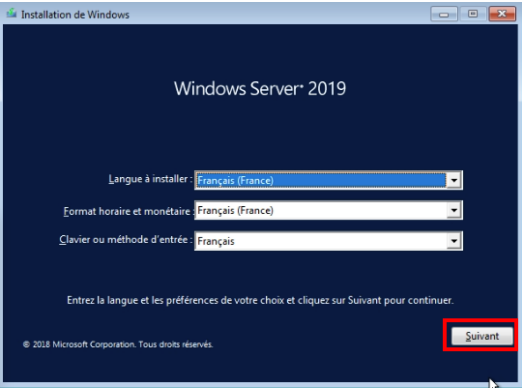 Installation de Windows
Windows Server® 2019
Langue à installer : Français (France)
Format horaire et monétaire : Français (France)
Clavier ou méthode d'entrée : Français
Entrez la langue et les préférences de votre choix et cliquez sur Suivant pour continuer.
Suivant
© 2018 Microsoft Corporation. Tous droits réservés.